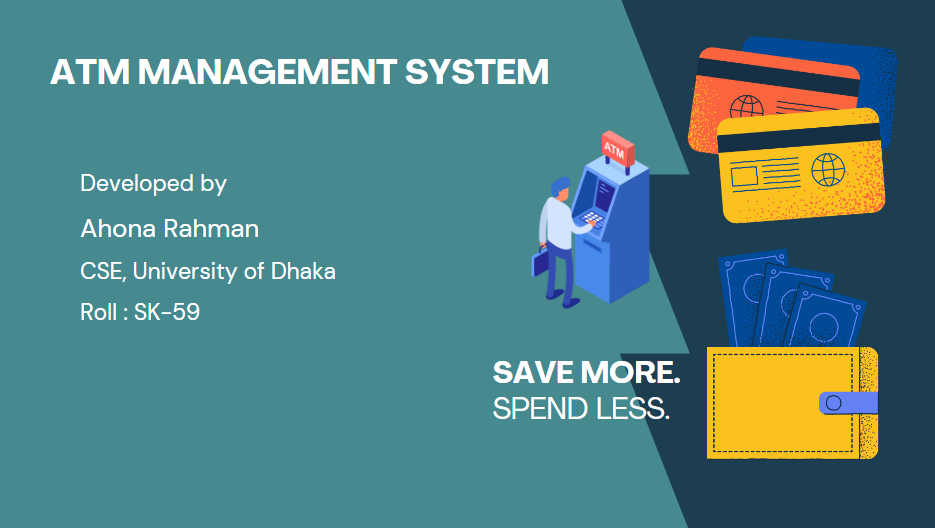 ATM MANAGEMENT SYSTEM
ATM
Developed by
Ahona Rahman
CSE, University of Dhaka
Roll : SK-59
SAVE MORE.
SPEND LESS.